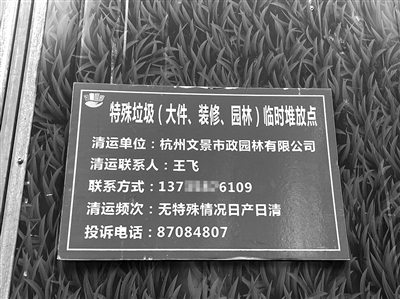 特殊垃圾（大件、装修、园林）临时堆放点
清运单位：杭州文景市政园林有限公司
清运联系人：王飞
联系方式：137 6109
清运频次：无特殊情况日产日清
投诉电话：87084807